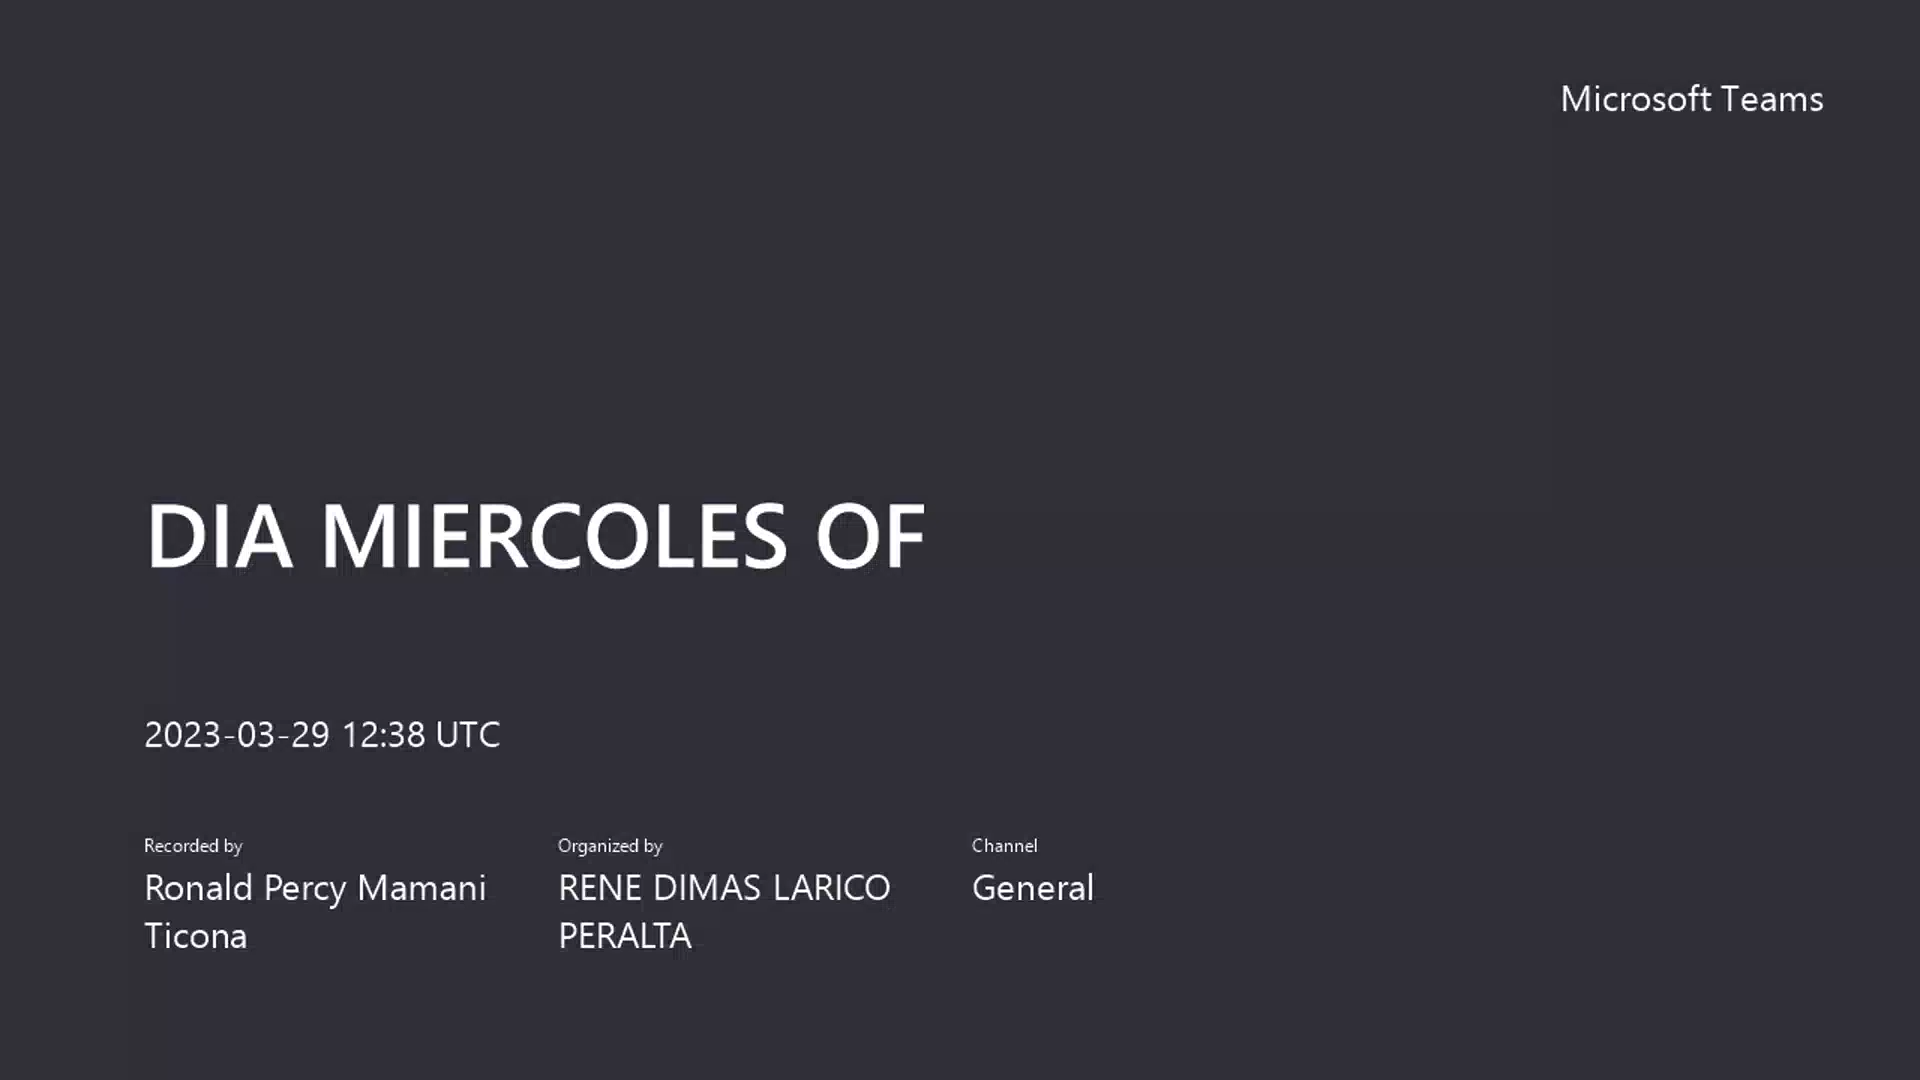 Microsoft Teams
DIA MIERCOLES OF
2023-03-29 12:38 UTC
Recorded by
Ronald Percy Mamani
Ticona
Organized by
RENE DIMAS LARICO
PERALTA
Channel
General